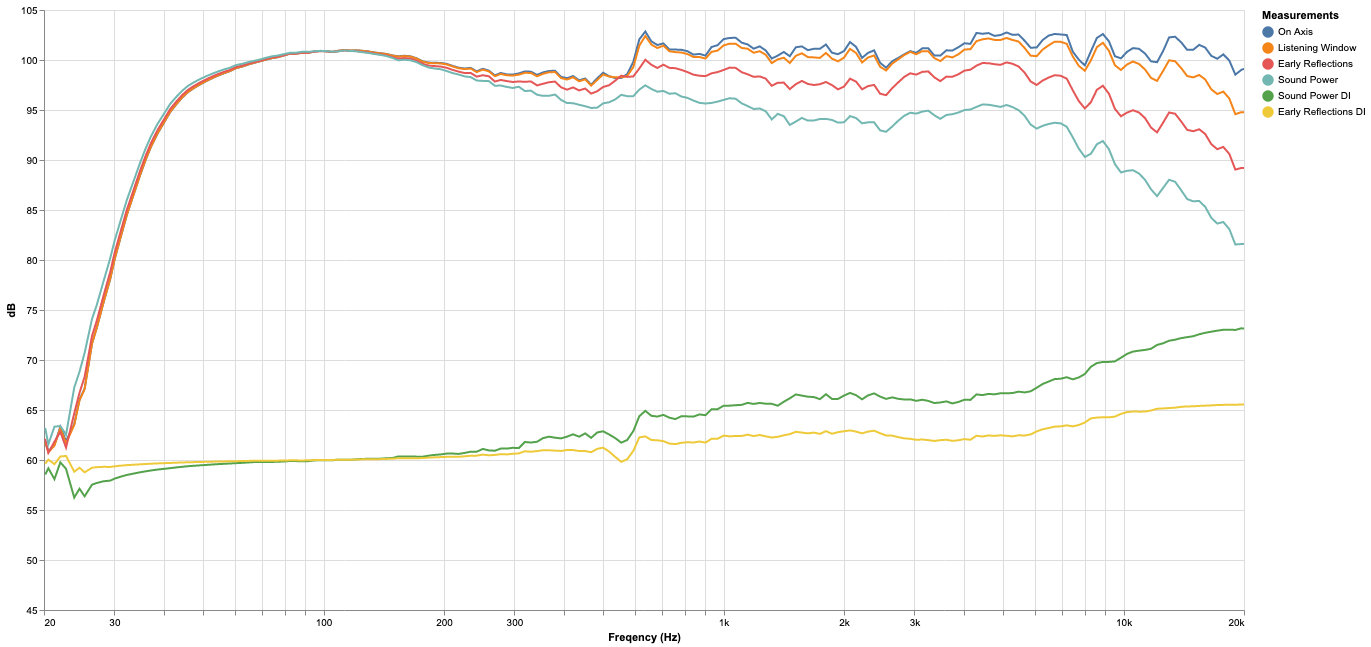 105
100
95
90
85
80
75
70
65
60
55
50
45
dB
20 30 100 200 300 1k 2k 3k 10k 20k
Freqency (Hz)
Measurements
On Axis
Listening Window
Early Reflections
Sound Power
Sound Power DI
Early Reflections DI